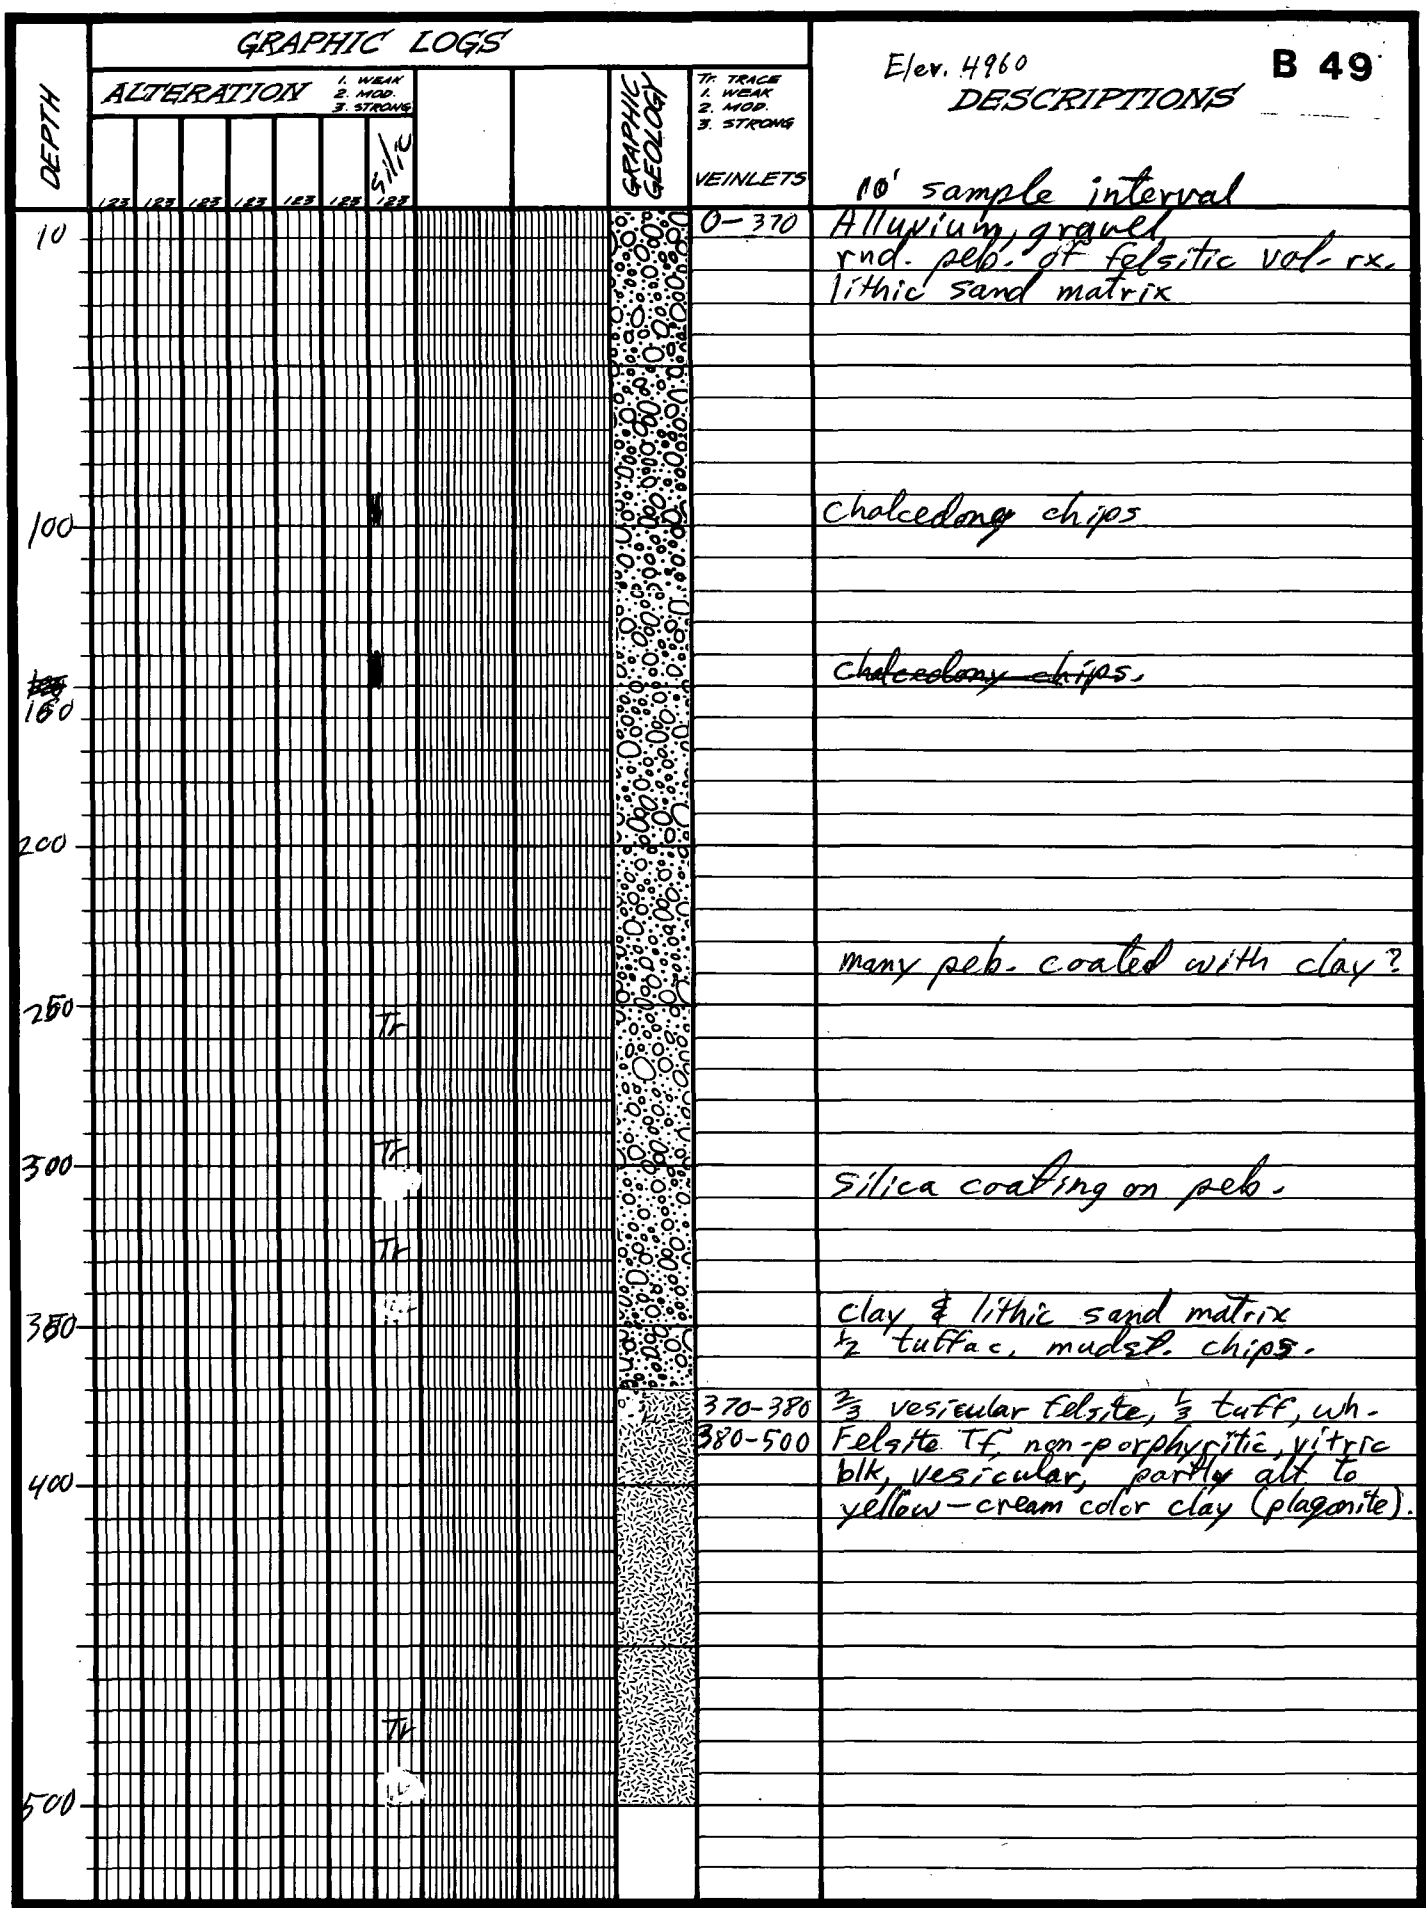 GRAPHIC LOGS
Elev. 4960
B 49
DEPTH
ALTERATION
1. WEAK
2. MOD.
3. STRONG
GRAPHIC GEOLOGY
Tr. TRACE
1. WEAK
2. MOD.
3. STRONG
VEINLETS
DESCRIPTIONS
Silic
123 123 123 123 123 123 123
10' sample interval
10
0-370 Alluvium, gravel,
rnd. peb. of felsitic vol. rx.
lithic sand matrix
100
chalcedony chips
chalcedony chips.
150
200
many peb. coated with clay?
250
Tr
Tr
300
silica coating on peb.
Tr
350
clay & lithic sand matrix
1/2 tuffac. mudst. chips.
370-380 2/3 vesicular felsite, 1/3 tuff, wh.
380-500 Felsite Tf, non-porphyritic, vitric
400
blk, vesicular, partly alt to
yellow-cream color clay (plagonite).
Tr
500